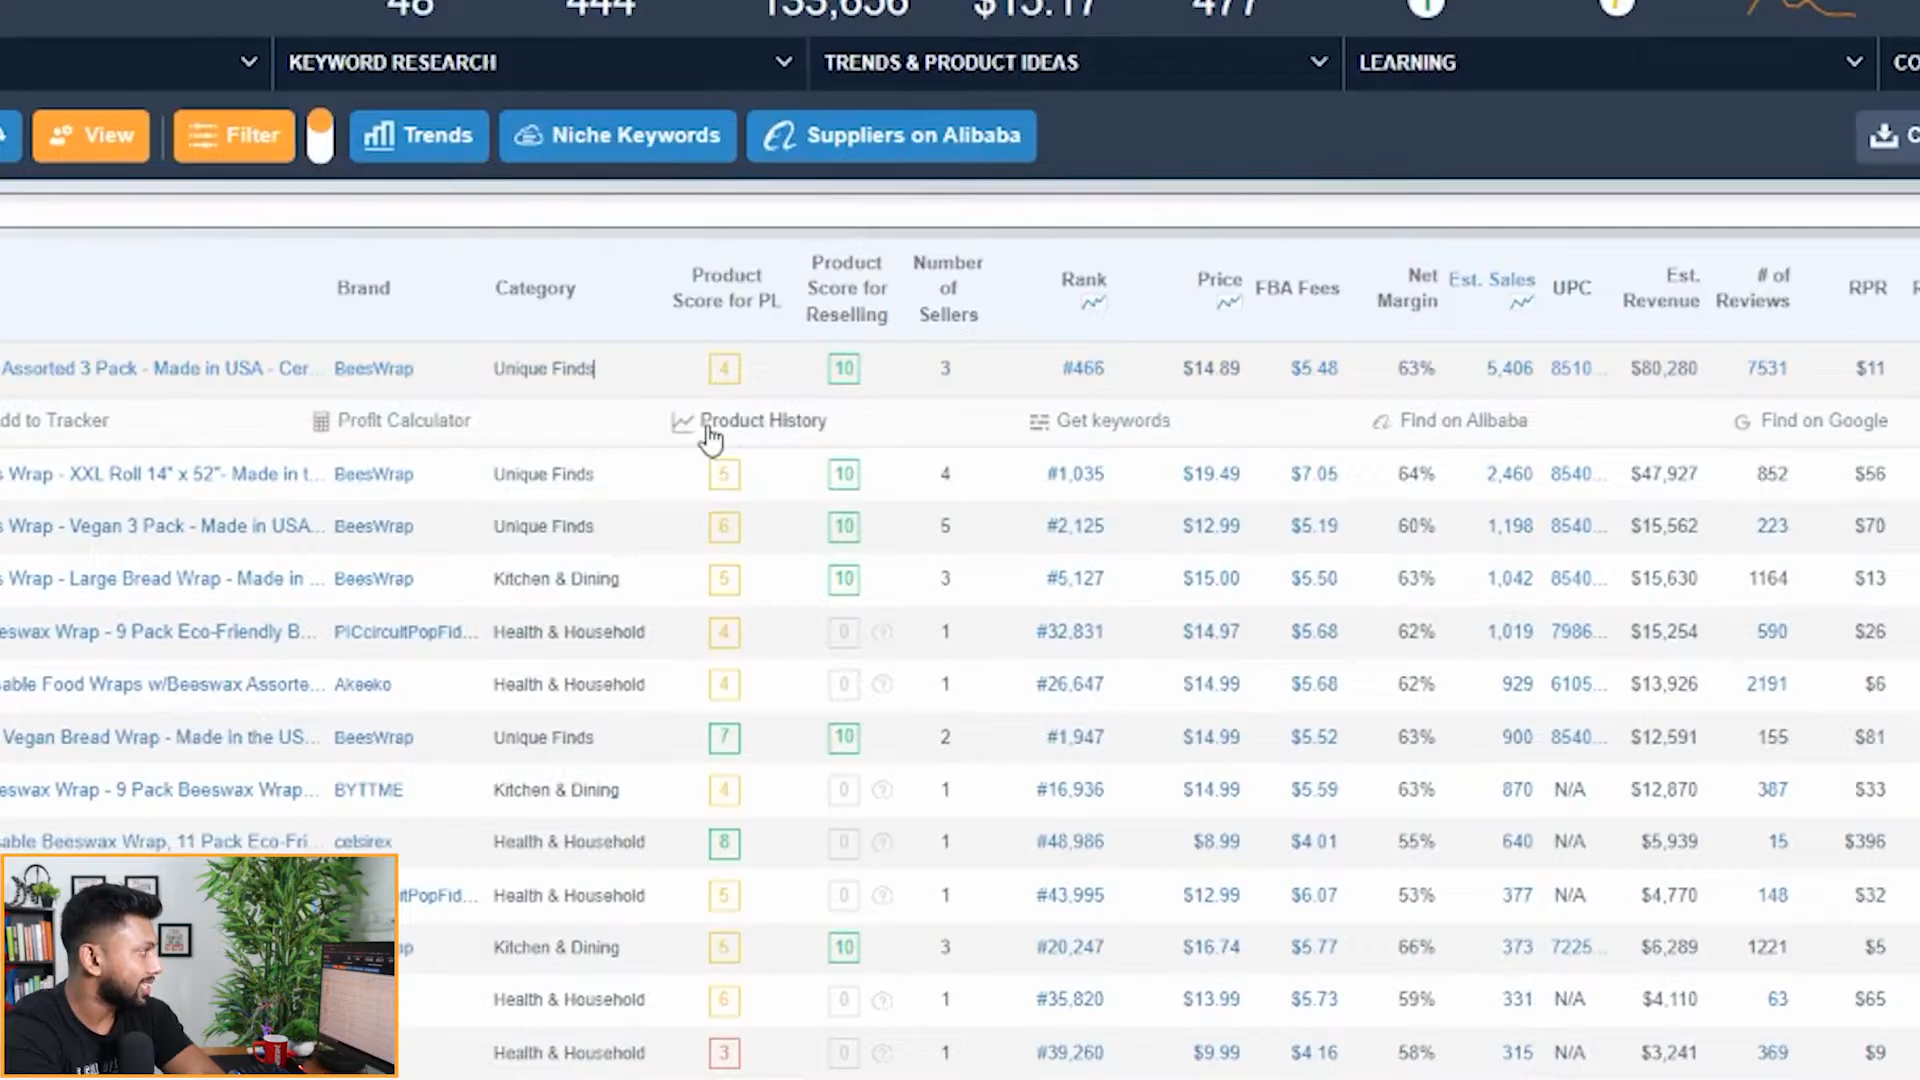 48 444 133,656 $15.17 477
KEYWORD RESEARCH TRENDS & PRODUCT IDEAS LEARNING CO
View Filter Trends Niche Keywords Suppliers on Alibaba C
Brand Category Product Score for PL Product Score for Reselling Number of Sellers Rank Price FBA Fees Net Margin Est. Sales UPC Est. Revenue # of Reviews RPR
Assorted 3 Pack - Made in USA - Cer... BeesWrap Unique Finds 4 10 3 #466 $14.89 $5.48 63% 5,406 8510... $80,280 7531 $11
dd to Tracker Profit Calculator Product History Get keywords Find on Alibaba Find on Google
s Wrap - XXL Roll 14" x 52"- Made in t... BeesWrap Unique Finds 5 10 4 #1,035 $19.49 $7.05 64% 2,460 8540... $47,927 852 $56
s Wrap - Vegan 3 Pack - Made in USA... BeesWrap Unique Finds 6 10 5 #2,125 $12.99 $5.19 60% 1,198 8540... $15,562 223 $70
s Wrap - Large Bread Wrap - Made in ... BeesWrap Kitchen & Dining 5 10 3 #5,127 $15.00 $5.50 63% 1,042 8540... $15,630 1164 $13
eswax Wrap - 9 Pack Eco-Friendly B... PICcircuitPopFid... Health & Household 4 0 1 #32,831 $14.97 $5.68 62% 1,019 7986... $15,254 590 $26
able Food Wraps w/Beeswax Assorte... Akeeko Health & Household 4 0 1 #26,647 $14.99 $5.68 62% 929 6105... $13,926 2191 $6
Vegan Bread Wrap - Made in the US... BeesWrap Unique Finds 7 10 2 #1,947 $14.99 $5.52 63% 900 8540... $12,591 155 $81
eswax Wrap - 9 Pack Beeswax Wrap... BYTTME Kitchen & Dining 4 0 1 #16,936 $14.99 $5.59 63% 870 N/A $12,870 387 $33
able Beeswax Wrap, 11 Pack Eco-Fri... celsirex Health & Household 8 0 1 #48,986 $8.99 $4.01 55% 640 N/A $5,939 15 $396
itPopFid... Health & Household 5 0 1 #43,995 $12.99 $6.07 53% 377 N/A $4,770 148 $32
ap Kitchen & Dining 5 10 3 #20,247 $16.74 $5.77 66% 373 7225... $6,289 1221 $5
Health & Household 6 0 1 #35,820 $13.99 $5.73 59% 331 N/A $4,110 63 $65
Health & Household 3 0 1 #39,260 $9.99 $4.16 58% 315 N/A $3,241 369 $9